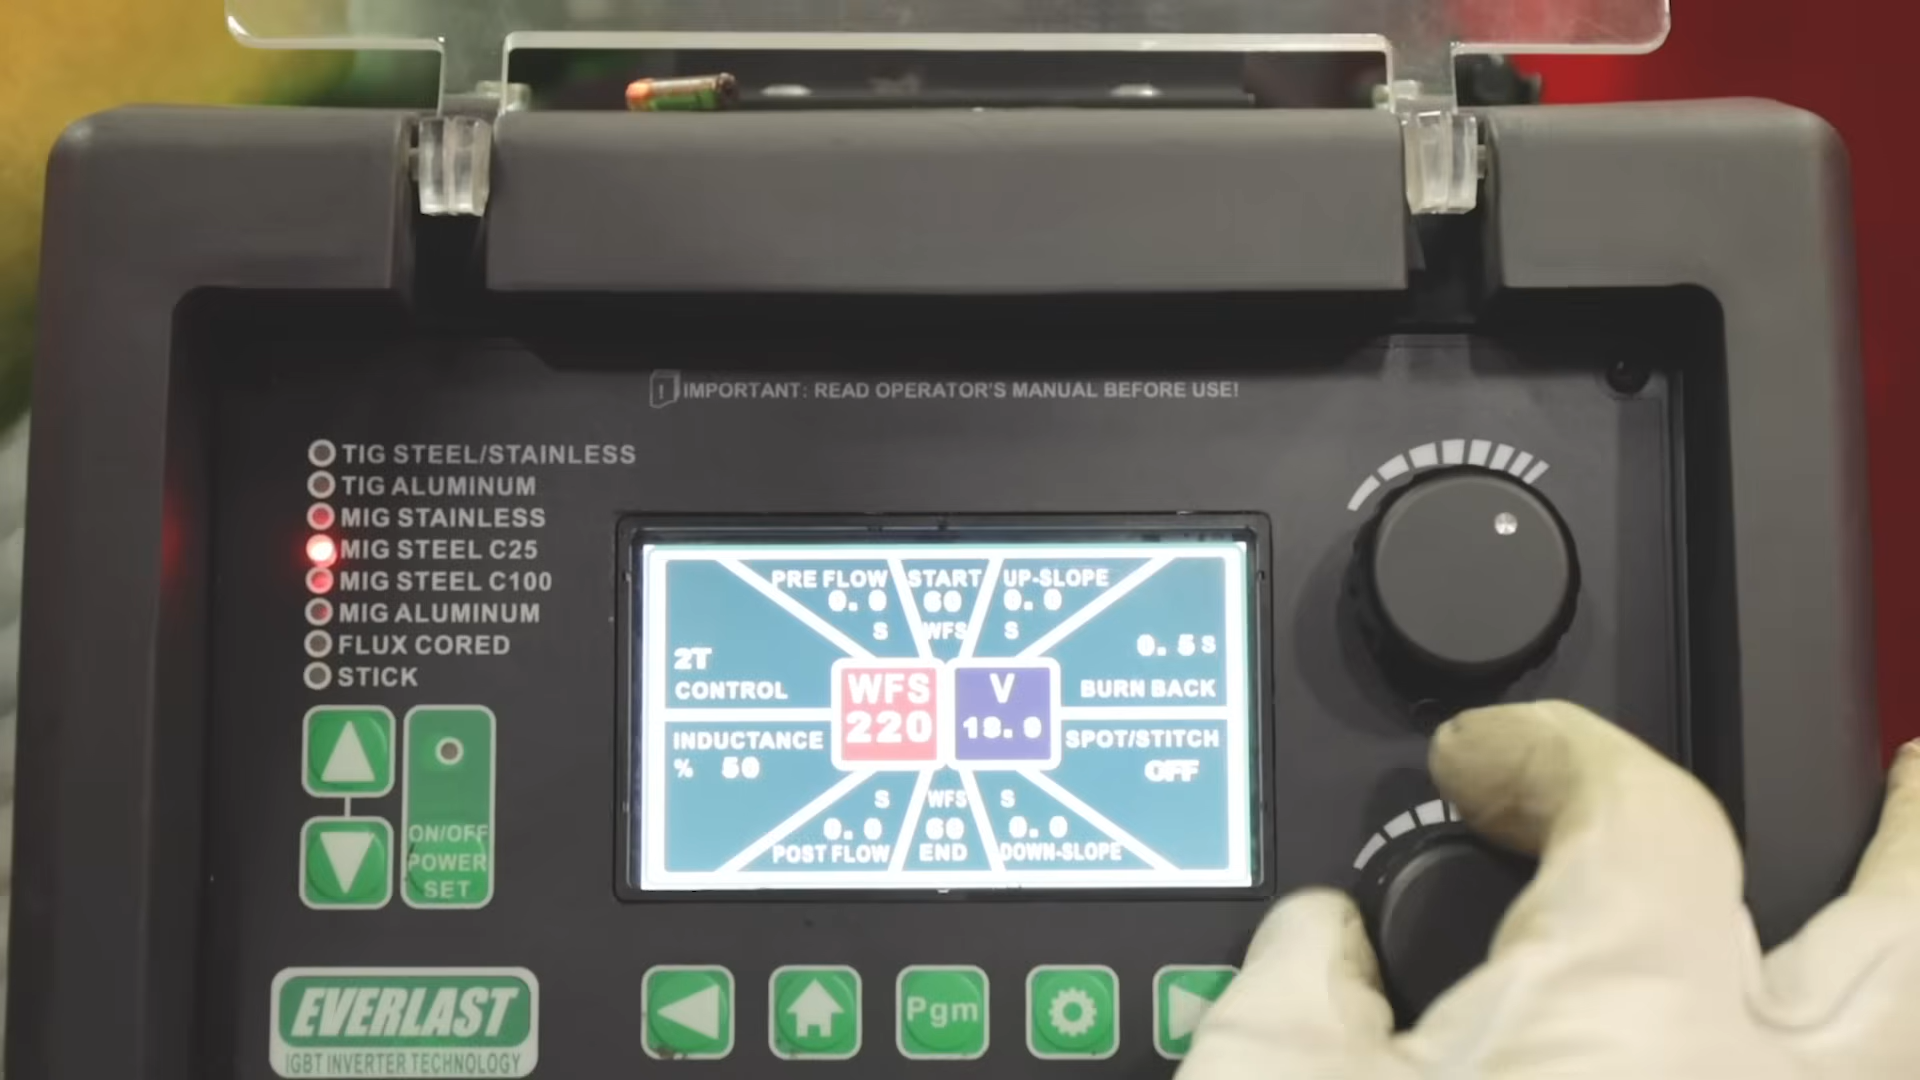 IMPORTANT: READ OPERATOR'S MANUAL BEFORE USE!
TIG STEEL/STAINLESS
TIG ALUMINUM
MIG STAINLESS
MIG STEEL C25
MIG STEEL C100
MIG ALUMINUM
FLUX CORED
STICK
ON/OFF
POWER
SET
PRE FLOW
0.0
S
START
60
WFS
UP-SLOPE
0.0
S
2T
CONTROL
WFS
220
V
19.0
0.5 S
BURN BACK
INDUCTANCE
% 50
SPOT/STITCH
OFF
S
0.0
POST FLOW
WFS
60
END
S
0.0
DOWN-SLOPE
Pgm
EVERLAST
IGBT INVERTER TECHNOLOGY